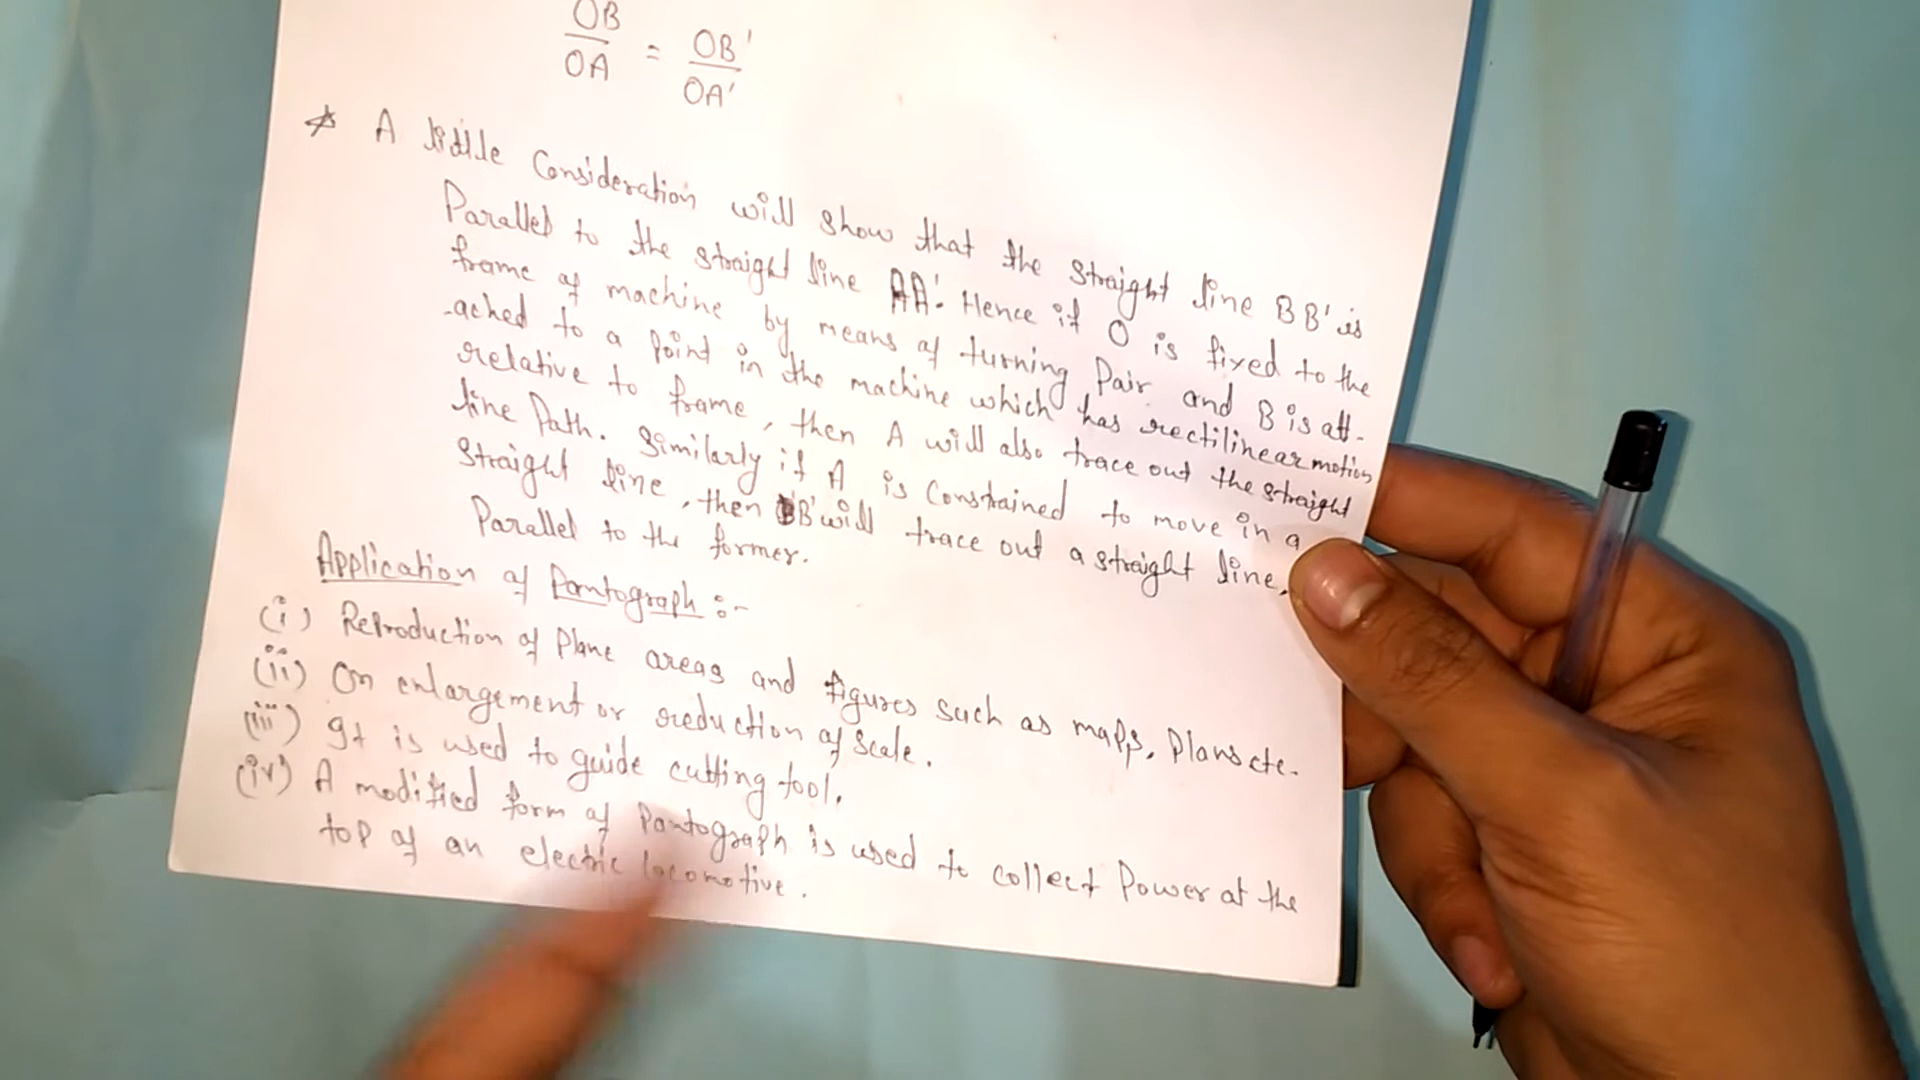 OB/OA = OB'/OA'
* A little Consideration will show that the straight line BB' is
Parallel to the straight line AA'. Hence if O is fixed to the
frame of machine by means of turning Pair and B is att-
-ached to a point in the machine which has rectilinear motion
relative to frame, then A will also trace out the straight
line Path. Similarly if A is Constrained to move in a
straight line, then B' will trace out a straight line,
Parallel to the former.
Application of Pantograph :-
(i) Reproduction of plane areas and figures such as maps, plans etc.
(ii) On enlargement or reduction of scale.
(iii) It is used to guide cutting tool.
(iv) A modified form of Pantograph is used to collect Power at the
top of an electric locomotive.